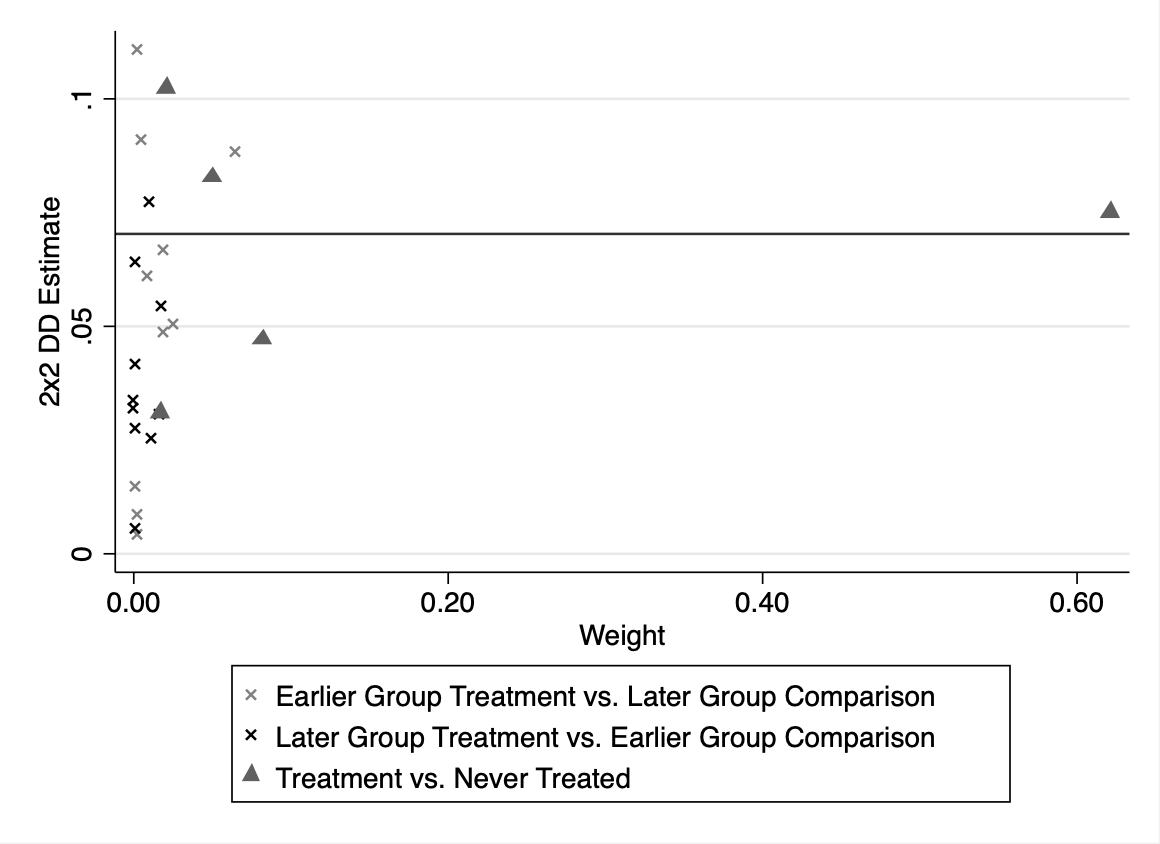 .1
.05
0
2x2 DD Estimate
0.00 0.20 0.40 0.60
Weight
Earlier Group Treatment vs. Later Group Comparison
Later Group Treatment vs. Earlier Group Comparison
Treatment vs. Never Treated